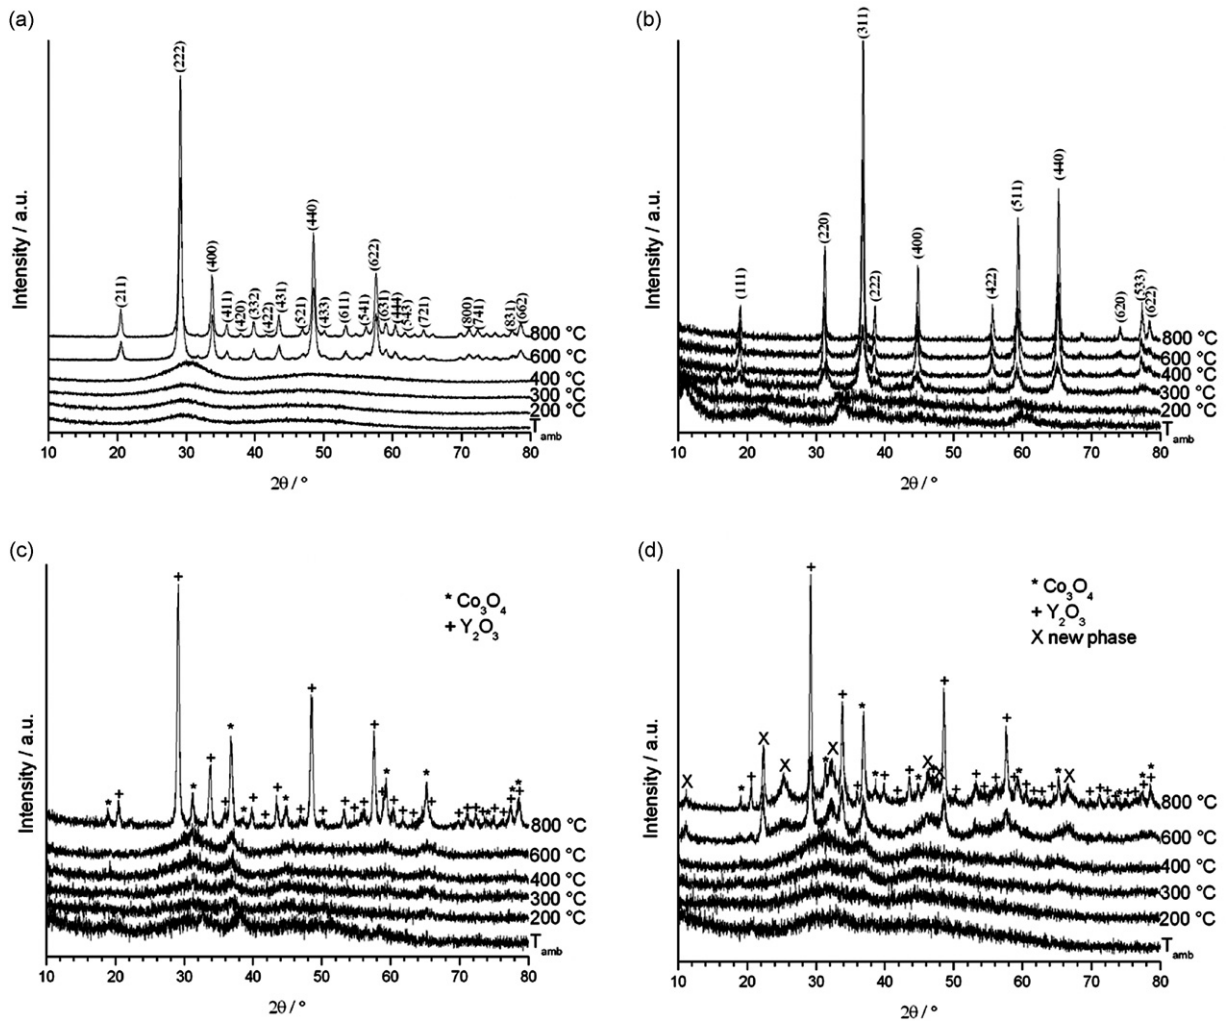 (a)
Intensity / a.u.
(211)
(222)
(400)
(411)
(420)
(332)
(422)
(431)
(521)
(440)
(433)
(611)
(541)
(622)
(631)
(444)
(543)
(721)
(800)
(741)
(831)
(662)
800 °C
600 °C
400 °C
300 °C
200 °C
Tamb
10 20 30 40 50 60 70 80
2θ / °
(b)
Intensity / a.u.
(111)
(220)
(311)
(222)
(400)
(422)
(511)
(440)
(620)
(533)
(622)
800 °C
600 °C
400 °C
300 °C
200 °C
Tamb
10 20 30 40 50 60 70 80
2θ / °
(c)
Intensity / a.u.
* Co3O4
+ Y2O3
800 °C
600 °C
400 °C
300 °C
200 °C
Tamb
10 20 30 40 50 60 70 80
2θ / °
(d)
Intensity / a.u.
* Co3O4
+ Y2O3
X new phase
800 °C
600 °C
400 °C
300 °C
200 °C
Tamb
10 20 30 40 50 60 70 80
2θ / °